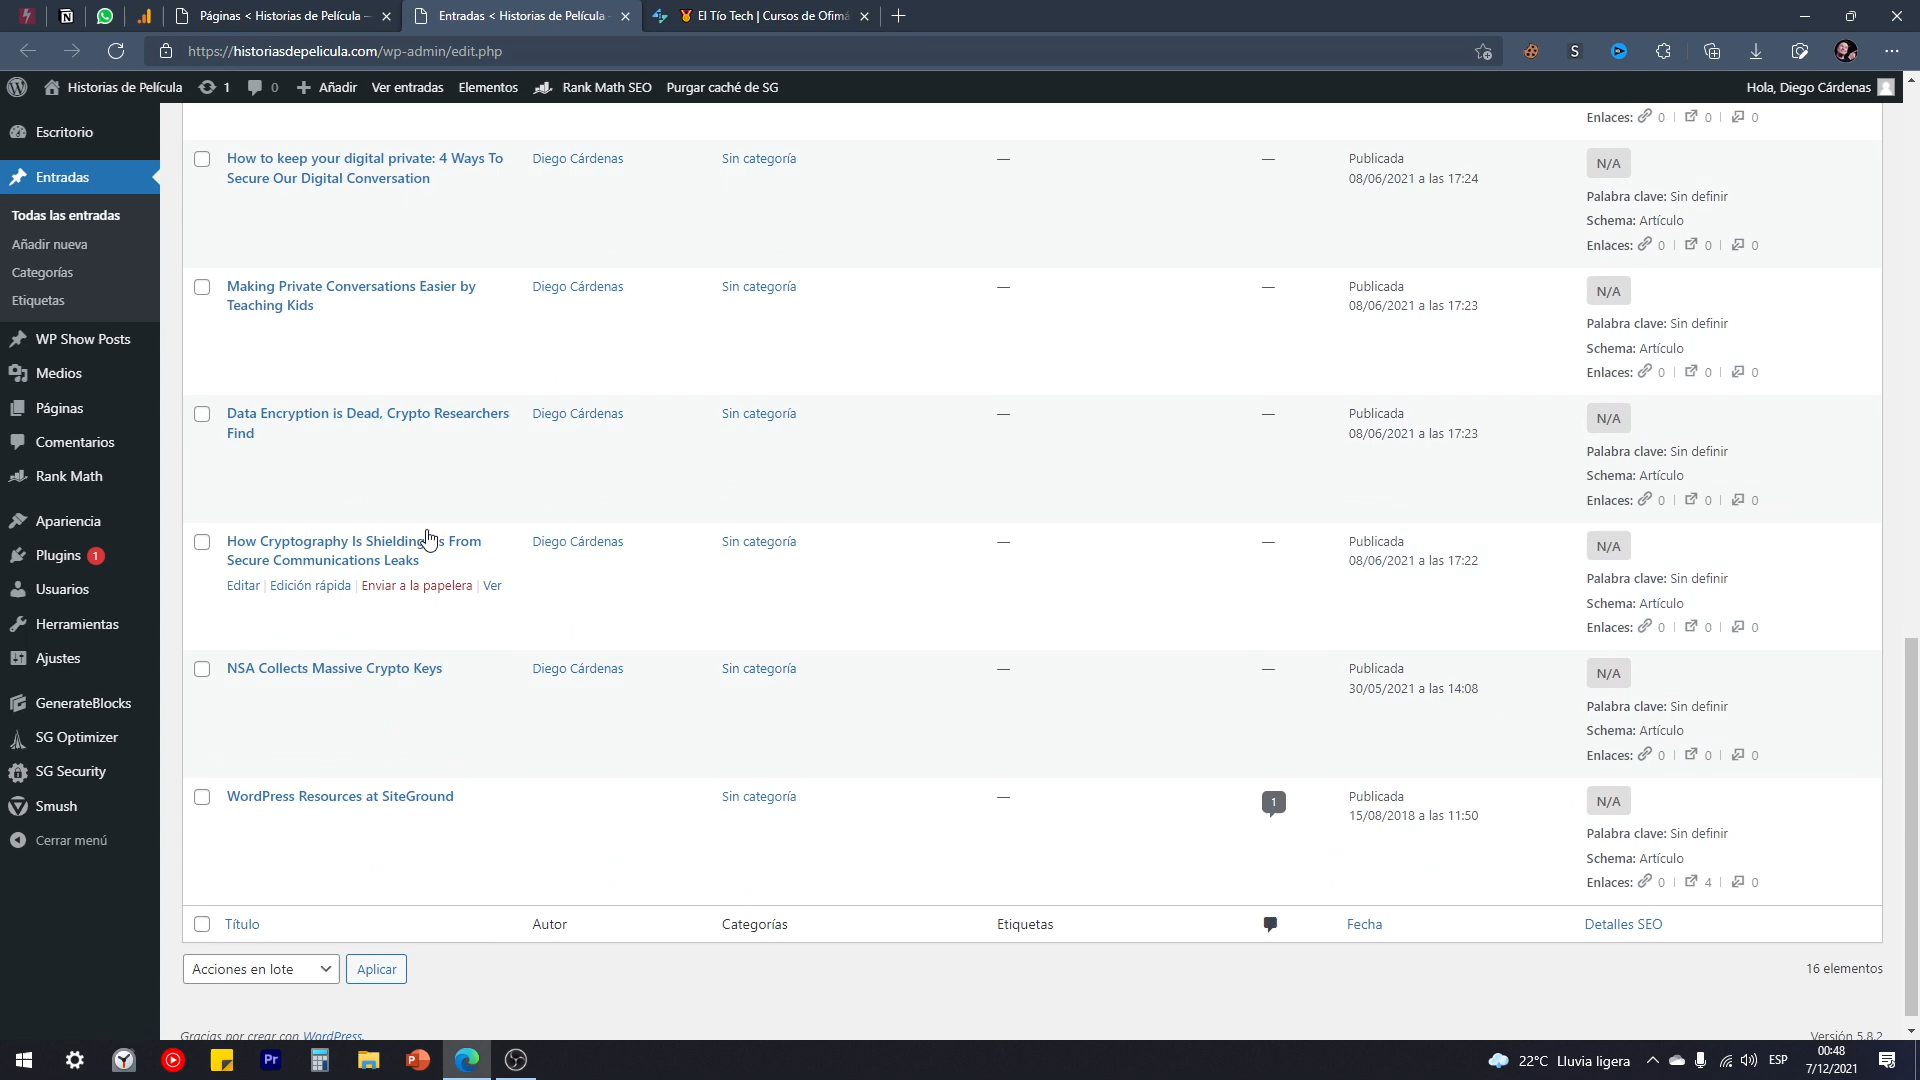 Páginas < Historias de Película —
Entradas < Historias de Película -
El Tío Tech | Cursos de Ofimá
https://historiasdepelicula.com/wp-admin/edit.php
Historias de Película
1
0
Añadir
Ver entradas
Elementos
Rank Math SEO
Purgar caché de SG
Hola, Diego Cárdenas
Escritorio
Entradas
Todas las entradas
Añadir nueva
Categorías
Etiquetas
WP Show Posts
Medios
Páginas
Comentarios
Rank Math
Apariencia
Plugins 1
Usuarios
Herramientas
Ajustes
GenerateBlocks
SG Optimizer
SG Security
Smush
Cerrar menú
Enlaces: 0 | 0 | 0
How to keep your digital private: 4 Ways To
Secure Our Digital Conversation
Diego Cárdenas
Sin categoría
—
—
Publicada
08/06/2021 a las 17:24
N/A
Palabra clave: Sin definir
Schema: Artículo
Enlaces: 0 | 0 | 0
Making Private Conversations Easier by
Teaching Kids
Diego Cárdenas
Sin categoría
—
—
Publicada
08/06/2021 a las 17:23
N/A
Palabra clave: Sin definir
Schema: Artículo
Enlaces: 0 | 0 | 0
Data Encryption is Dead, Crypto Researchers
Find
Diego Cárdenas
Sin categoría
—
—
Publicada
08/06/2021 a las 17:23
N/A
Palabra clave: Sin definir
Schema: Artículo
Enlaces: 0 | 0 | 0
How Cryptography Is Shielding From
Secure Communications Leaks
Editar | Edición rápida | Enviar a la papelera | Ver
Diego Cárdenas
Sin categoría
—
—
Publicada
08/06/2021 a las 17:22
N/A
Palabra clave: Sin definir
Schema: Artículo
Enlaces: 0 | 0 | 0
NSA Collects Massive Crypto Keys
Diego Cárdenas
Sin categoría
—
—
Publicada
30/05/2021 a las 14:08
N/A
Palabra clave: Sin definir
Schema: Artículo
Enlaces: 0 | 0 | 0
WordPress Resources at SiteGround
Sin categoría
—
1
Publicada
15/08/2018 a las 11:50
N/A
Palabra clave: Sin definir
Schema: Artículo
Enlaces: 0 | 4 | 0
Título
Autor
Categorías
Etiquetas
Fecha
Detalles SEO
Acciones en lote
Aplicar
16 elementos
Gracias por crear con WordPress.
Versión 5.8.2
22°C Lluvia ligera
ESP
00:48
7/12/2021